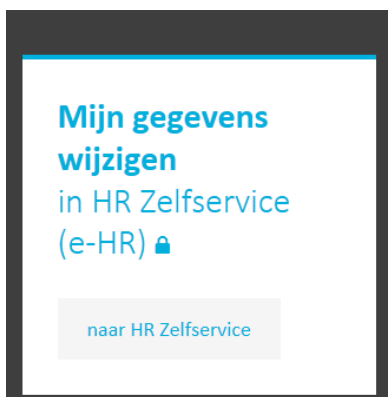 Mijn gegevens
wijzigen
in HR Zelfservice
(e-HR)
naar HR Zelfservice